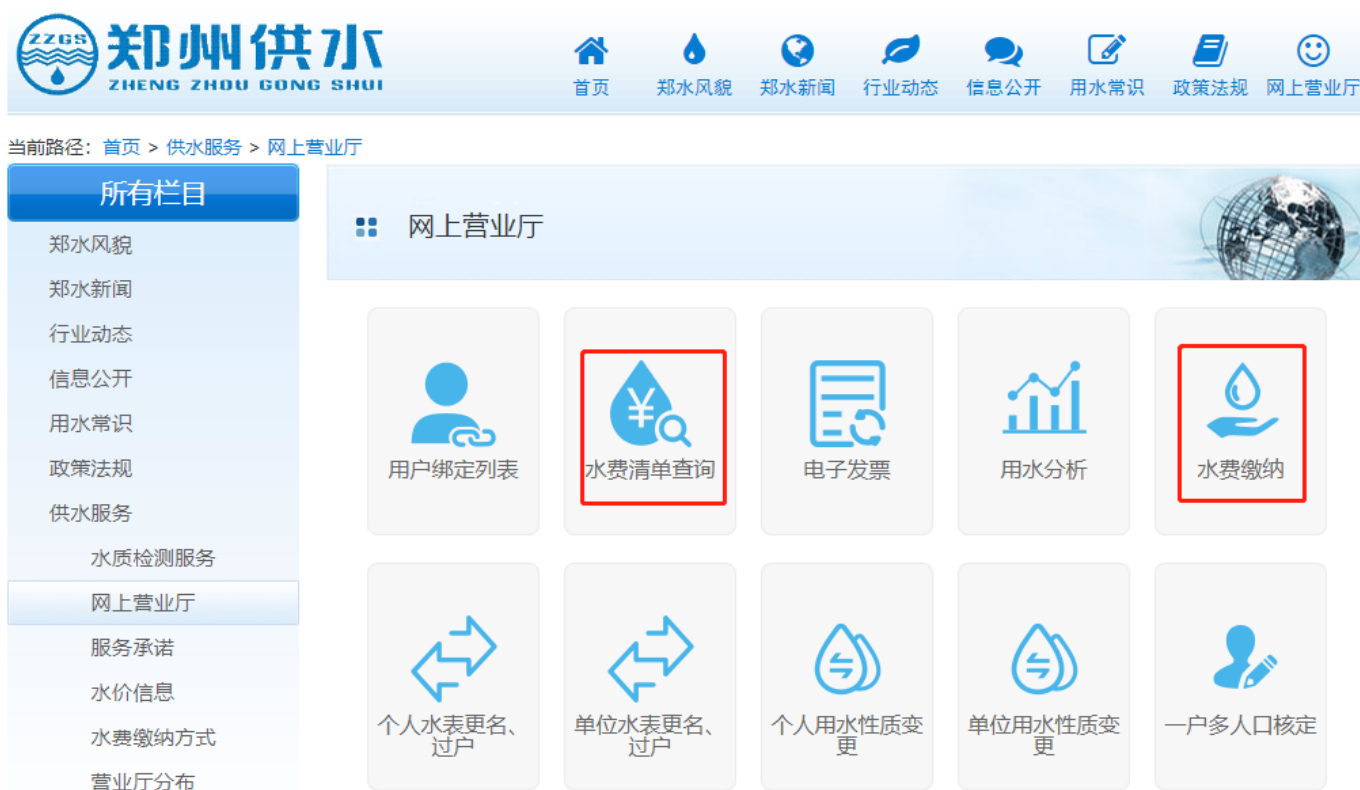 ZZGS
郑州供水
ZHENG ZHOU GONG SHUI
首页
郑水风貌
郑水新闻
行业动态
信息公开
用水常识
政策法规
网上营业厅
当前路径：首页 > 供水服务 > 网上营业厅
所有栏目
郑水风貌
郑水新闻
行业动态
信息公开
用水常识
政策法规
供水服务
水质检测服务
网上营业厅
服务承诺
水价信息
水费缴纳方式
营业厅分布
网上营业厅
用户绑定列表
¥
水费清单查询
电子发票
用水分析
水费缴纳
个人水表更名、
过户
单位水表更名、
过户
个人用水性质变
更
单位用水性质变
更
一户多人口核定